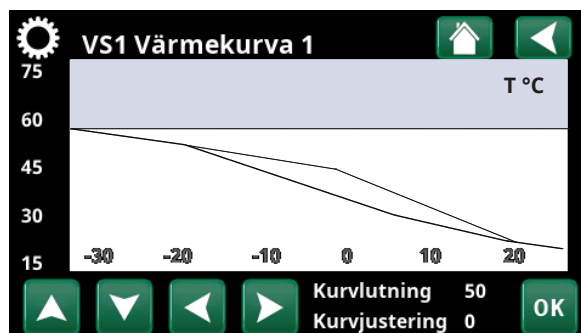 VS1 Värmekurva 1
75
T °C
60
45
30
15
-30 -20 -10 0 10 20
Kurvlutning 50
Kurvjustering 0
OK